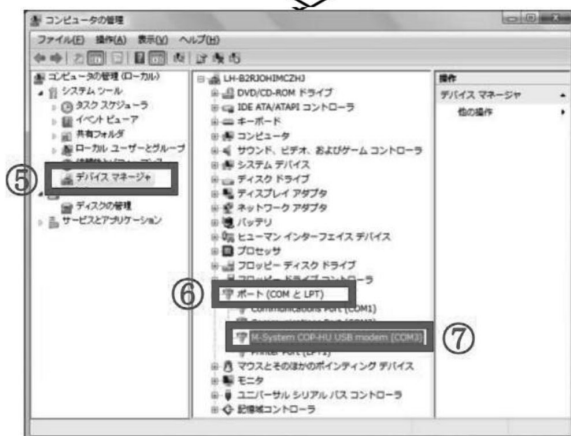 コンピュータの管理
ファイル(F) 操作(A) 表示(V) ヘルプ(H)
コンピュータの管理 (ローカル)
システム ツール
タスク スケジューラ
イベント ビューア
共有フォルダ
ローカル ユーザーとグループ
⑤
デバイス マネージャ
ディスクの管理
サービスとアプリケーション
LH-B2RJOHIMCZHJ
DVD/CD-ROM ドライブ
IDE ATA/ATAPI コントローラ
キーボード
コンピュータ
サウンド、ビデオ、およびゲーム コントローラ
システム デバイス
ディスク ドライブ
ディスプレイ アダプタ
ネットワーク アダプタ
バッテリ
ヒューマン インターフェイス デバイス
プロセッサ
フロッピー ディスク ドライブ
フロッピー ドライブ コントローラ
⑥
ポート (COM と LPT)
Communications Port (COM1)
M-System COP-HU USB modem (COM3)
⑦
Printer Port (LPT1)
マウスとそのほかのポインティング デバイス
モニタ
ユニバーサル シリアル バス コントローラ
記憶域コントローラ
操作
デバイス マネージャ
他の操作